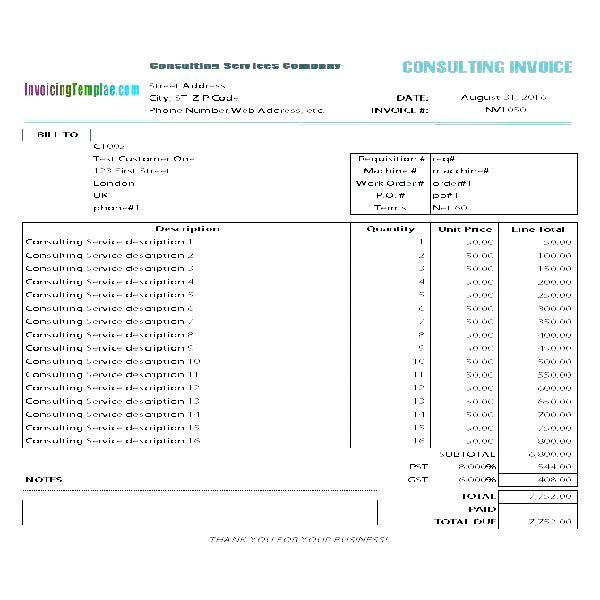 Consulting Services Company
CONSULTING INVOICE
InvoicingTemplae.com
Street Address
City, ST ZIP Code
Phone Number, Web Address, etc.
DATE: August 31, 2016
INVOICE #: NV1050
BILL TO
C1002
Test Customer One
123 First Street
London
UK
phone#1
Requisition # req#
Machine # macchine#1
Work Order# order#1
P.O. # po#1
Terms Net 60
Description Quantity Unit Price Line Total
Consulting Service description 1 1 50.00 50.00
Consulting Service description 2 2 50.00 100.00
Consulting Service description 3 3 50.00 150.00
Consulting Service description 4 4 50.00 200.00
Consulting Service description 5 5 50.00 250.00
Consulting Service description 6 6 50.00 300.00
Consulting Service description 7 7 50.00 350.00
Consulting Service description 8 8 50.00 400.00
Consulting Service description 9 9 50.00 450.00
Consulting Service description 10 10 50.00 500.00
Consulting Service description 11 11 50.00 550.00
Consulting Service description 12 12 50.00 600.00
Consulting Service description 13 13 50.00 650.00
Consulting Service description 14 14 50.00 700.00
Consulting Service description 15 15 50.00 750.00
Consulting Service description 16 16 50.00 800.00
SUBTOTAL 6,800.00
PST 8.000% 544.00
NOTES GST 6.000% 408.00
TOTAL 7,752.00
PAID
TOTAL DUE 7,752.00
THANK YOU FOR YOUR BUSINESS!